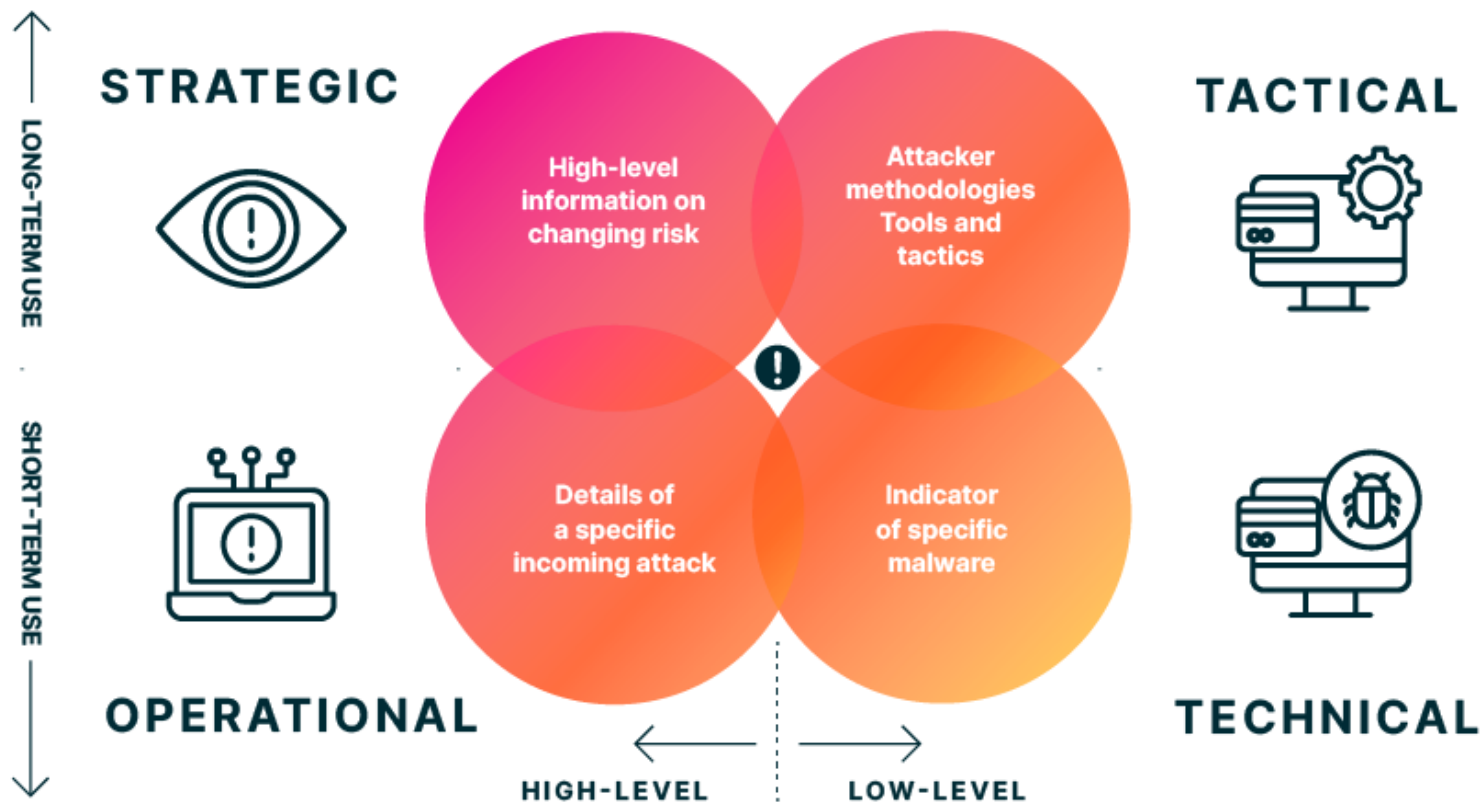 STRATEGIC
TACTICAL
LONG-TERM USE
High-level
information on
changing risk
Attacker
methodologies
Tools and
tactics
SHORT-TERM USE
Details of
a specific
incoming attack
Indicator
of specific
malware
OPERATIONAL
TECHNICAL
HIGH-LEVEL
LOW-LEVEL